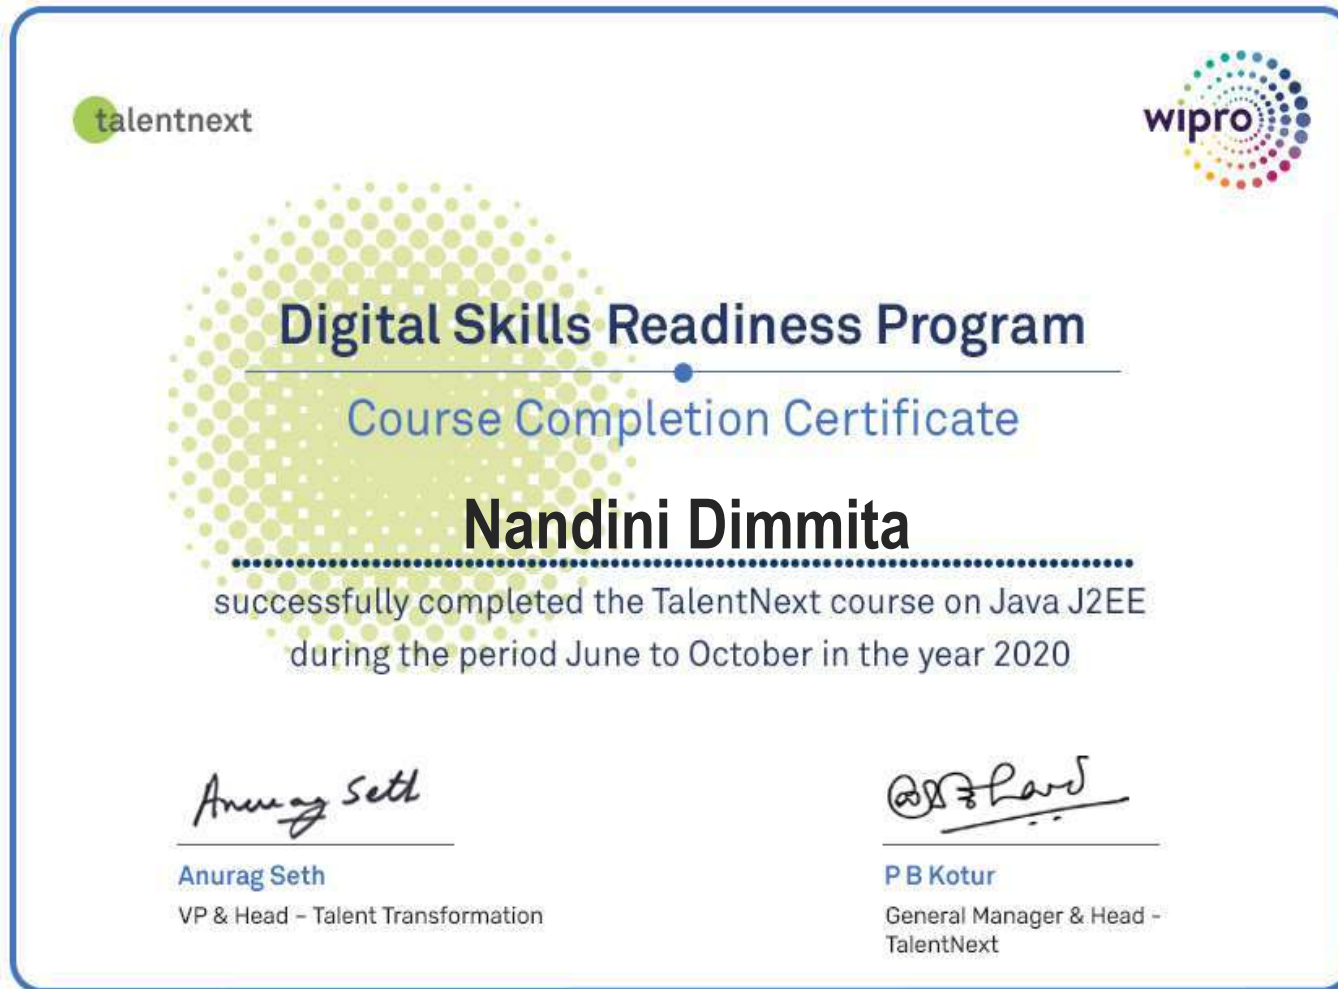 talentnext
wipro
Digital Skills Readiness Program
Course Completion Certificate
Nandini Dimmita
successfully completed the TalentNext course on Java J2EE
during the period June to October in the year 2020
Anurag Seth
Anurag Seth
VP & Head – Talent Transformation
P B Kotur
General Manager & Head -
TalentNext